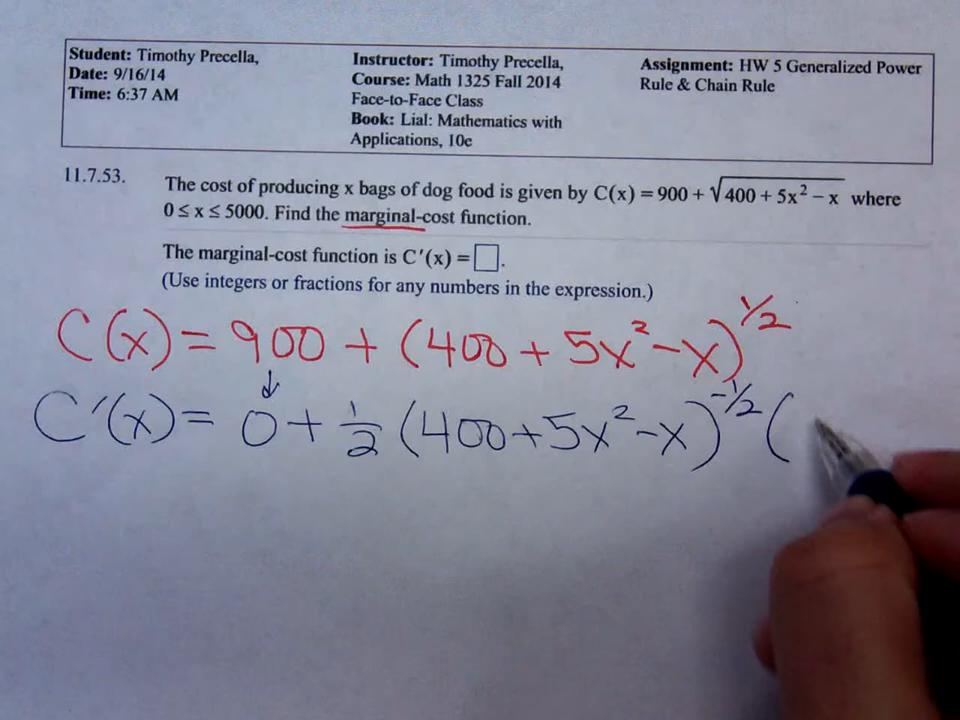 Student: Timothy Precella,
Date: 9/16/14
Time: 6:37 AM
Instructor: Timothy Precella,
Course: Math 1325 Fall 2014
Face-to-Face Class
Book: Lial: Mathematics with
Applications, 10e
Assignment: HW 5 Generalized Power
Rule & Chain Rule
11.7.53.
The cost of producing x bags of dog food is given by C(x) = 900 + √400 + 5x² − x where
0 ≤ x ≤ 5000. Find the marginal-cost function.
The marginal-cost function is C′(x) = □.
(Use integers or fractions for any numbers in the expression.)
C(x) = 900 + (400 + 5x² − x)^1/2
C′(x) = 0 + 1/2 (400 + 5x² − x)^-1/2 (